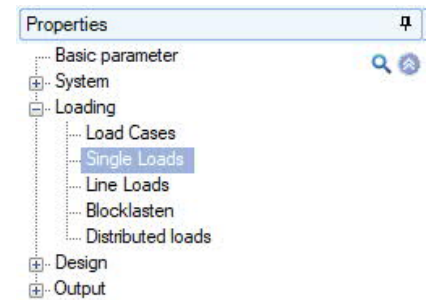 Properties
Basic parameter
System
Loading
Load Cases
Single Loads
Line Loads
Blocklasten
Distributed loads
Design
Output